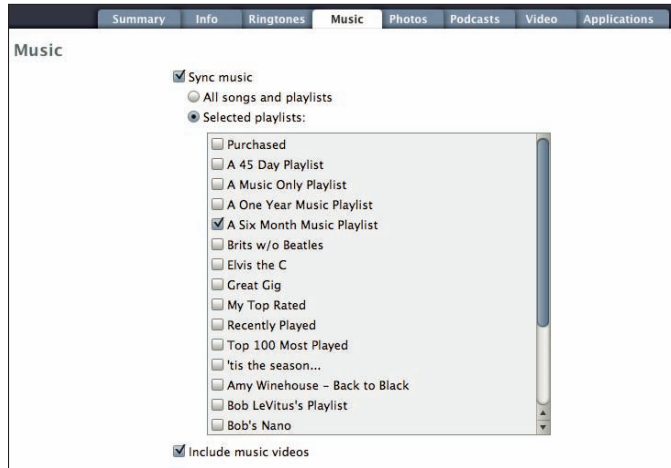 Summary Info Ringtones Music Photos Podcasts Video Applications
Music
Sync music
All songs and playlists
Selected playlists:
Purchased
A 45 Day Playlist
A Music Only Playlist
A One Year Music Playlist
A Six Month Music Playlist
Brits w/o Beatles
Elvis the C
Great Gig
My Top Rated
Recently Played
Top 100 Most Played
'tis the season...
Amy Winehouse – Back to Black
Bob LeVitus's Playlist
Bob's Nano
Include music videos